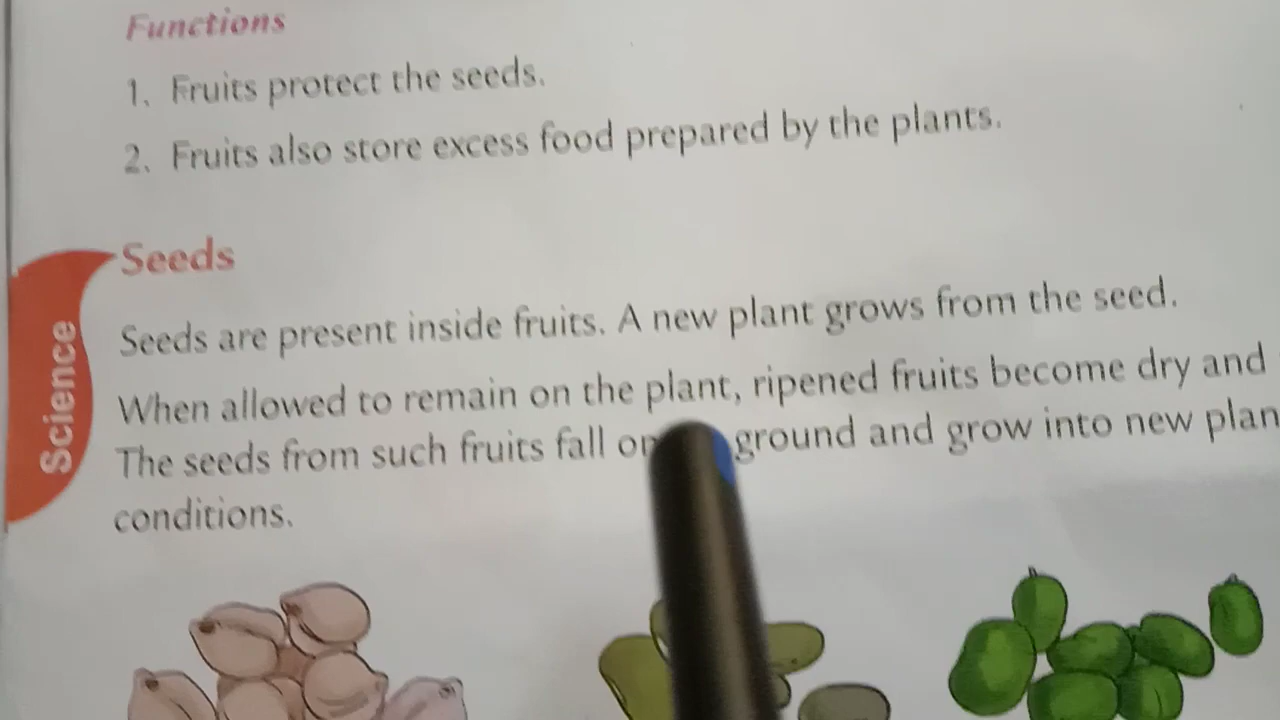 Functions
1. Fruits protect the seeds.
2. Fruits also store excess food prepared by the plants.
Seeds
Science
Seeds are present inside fruits. A new plant grows from the seed.
When allowed to remain on the plant, ripened fruits become dry and
The seeds from such fruits fall ground and grow into new
conditions.